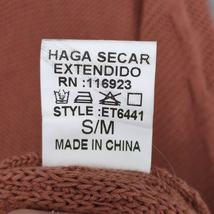 HAGA SECAR
EXTENDIDO
RN :116923
STYLE :ET6441
S/M
MADE IN CHINA